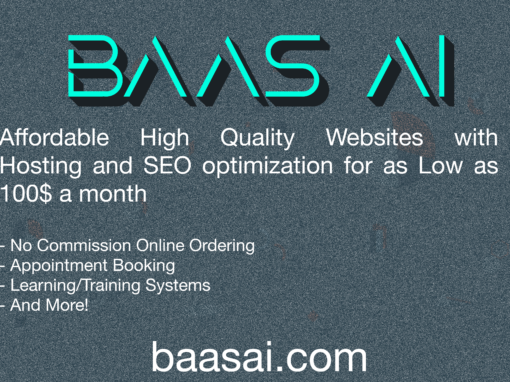 BAAS AI
Affordable High Quality Websites with
Hosting and SEO optimization for as Low as
100$ a month
- No Commission Online Ordering
- Appointment Booking
- Learning/Training Systems
- And More!
baasai.com